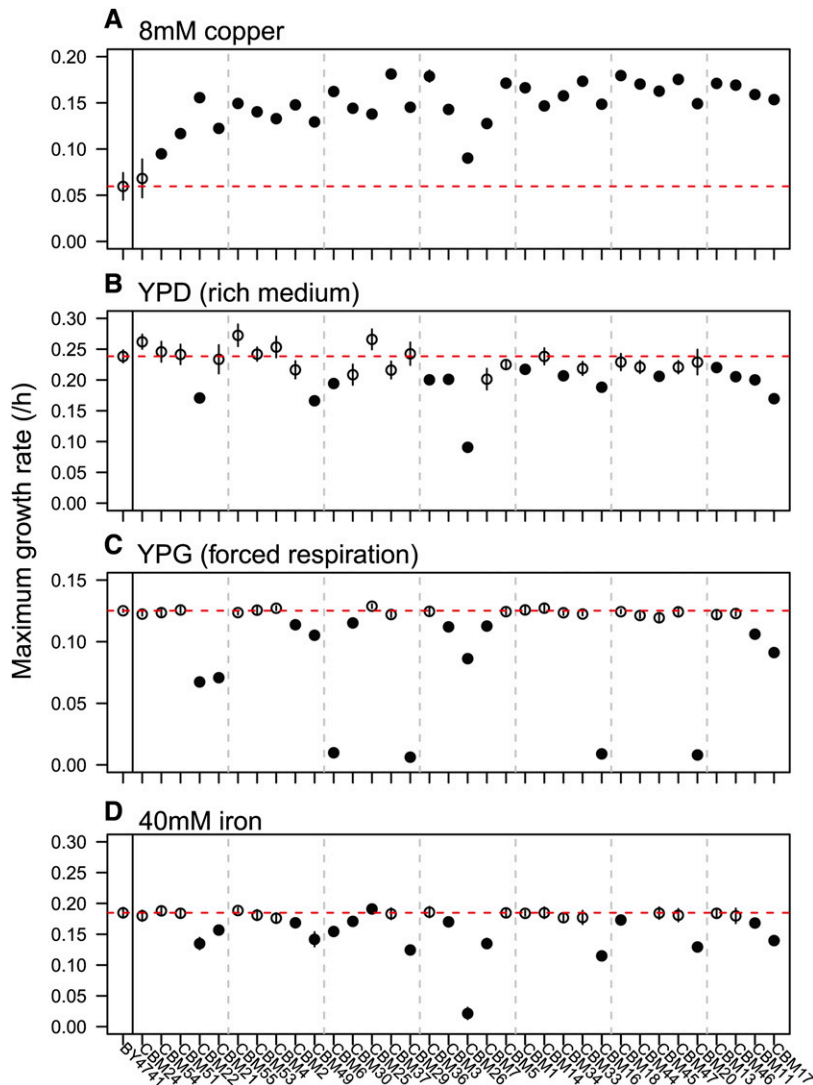 A 8mM copper
0.20
0.15
0.10
0.05
0.00
B YPD (rich medium)
0.30
0.25
0.20
0.15
0.10
0.05
0.00
Maximum growth rate (/h)
C YPG (forced respiration)
0.15
0.10
0.05
0.00
D 40mM iron
0.30
0.25
0.20
0.15
0.10
0.05
0.00
BY4741
CBM24
CBM54
CBM51
CBM22
CBM21
CBM55
CBM53
CBM4
CBM2
CBM49
CBM6
CBM30
CBM25
CBM37
CBM29
CBM36
CBM3
CBM26
CBM7
CBM5
CBM1
CBM14
CBM34
CBM33
CBM16
CBM18
CBM44
CBM45
CBM47
CBM13
CBM46
CBM11
CBM17